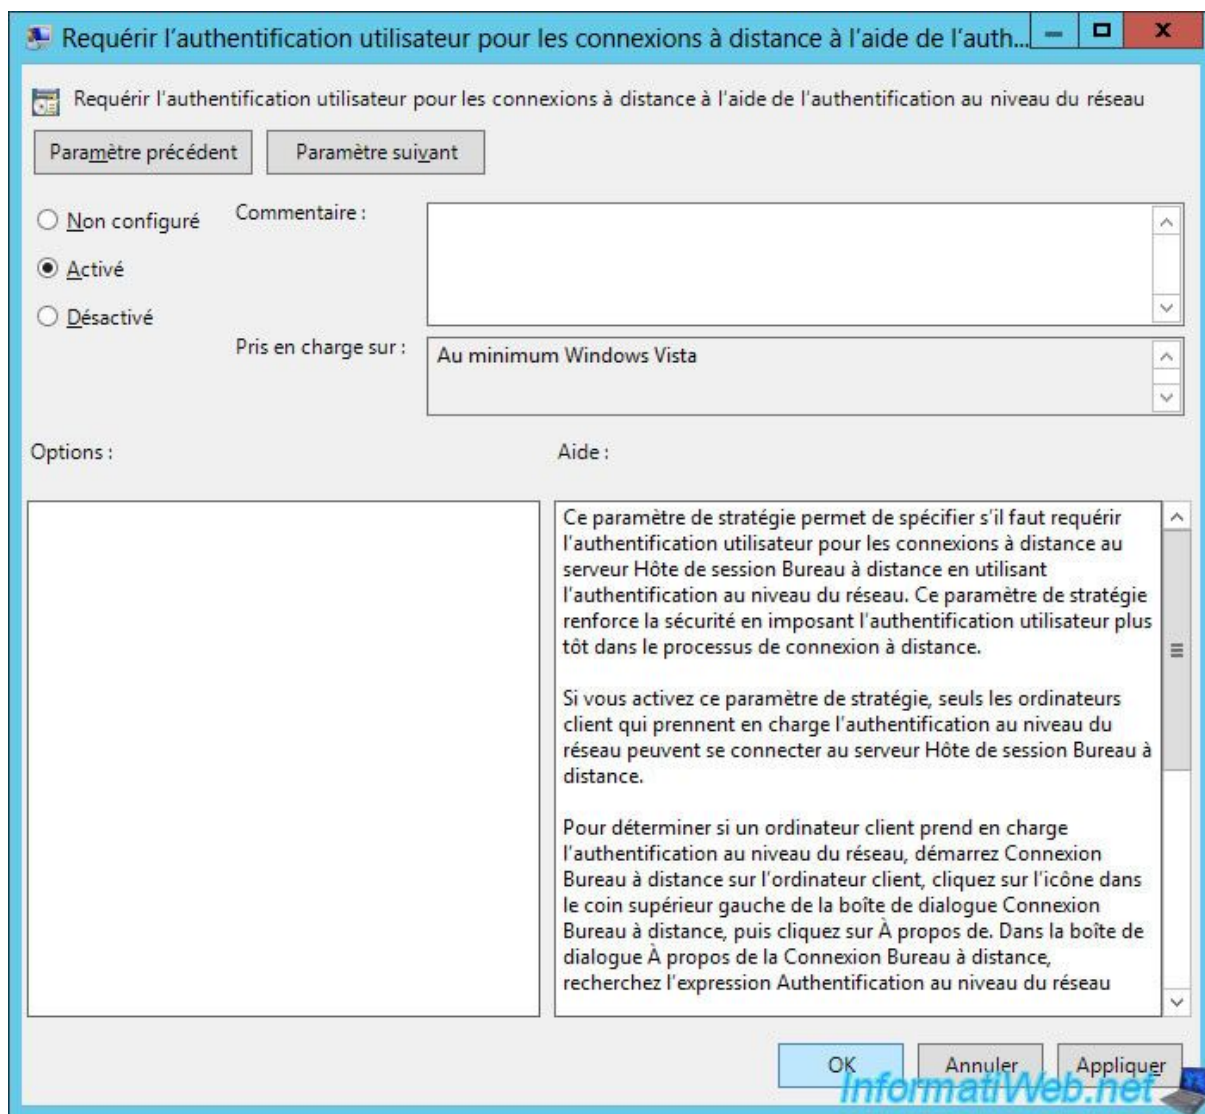 Requérir l'authentification utilisateur pour les connexions à distance à l'aide de l'auth...
Requérir l'authentification utilisateur pour les connexions à distance à l'aide de l'authentification au niveau du réseau
Paramètre précédent
Paramètre suivant
Non configuré
Commentaire :
Activé
Désactivé
Pris en charge sur :
Au minimum Windows Vista
Options :
Aide :
Ce paramètre de stratégie permet de spécifier s'il faut requérir
l'authentification utilisateur pour les connexions à distance au
serveur Hôte de session Bureau à distance en utilisant
l'authentification au niveau du réseau. Ce paramètre de stratégie
renforce la sécurité en imposant l'authentification utilisateur plus
tôt dans le processus de connexion à distance.
Si vous activez ce paramètre de stratégie, seuls les ordinateurs
client qui prennent en charge l'authentification au niveau du
réseau peuvent se connecter au serveur Hôte de session Bureau à
distance.
Pour déterminer si un ordinateur client prend en charge
l'authentification au niveau du réseau, démarrez Connexion
Bureau à distance sur l'ordinateur client, cliquez sur l'icône dans
le coin supérieur gauche de la boîte de dialogue Connexion
Bureau à distance, puis cliquez sur À propos de. Dans la boîte de
dialogue À propos de la Connexion Bureau à distance,
recherchez l'expression Authentification au niveau du réseau
OK
Annuler
Appliquer
InformatiWeb.net